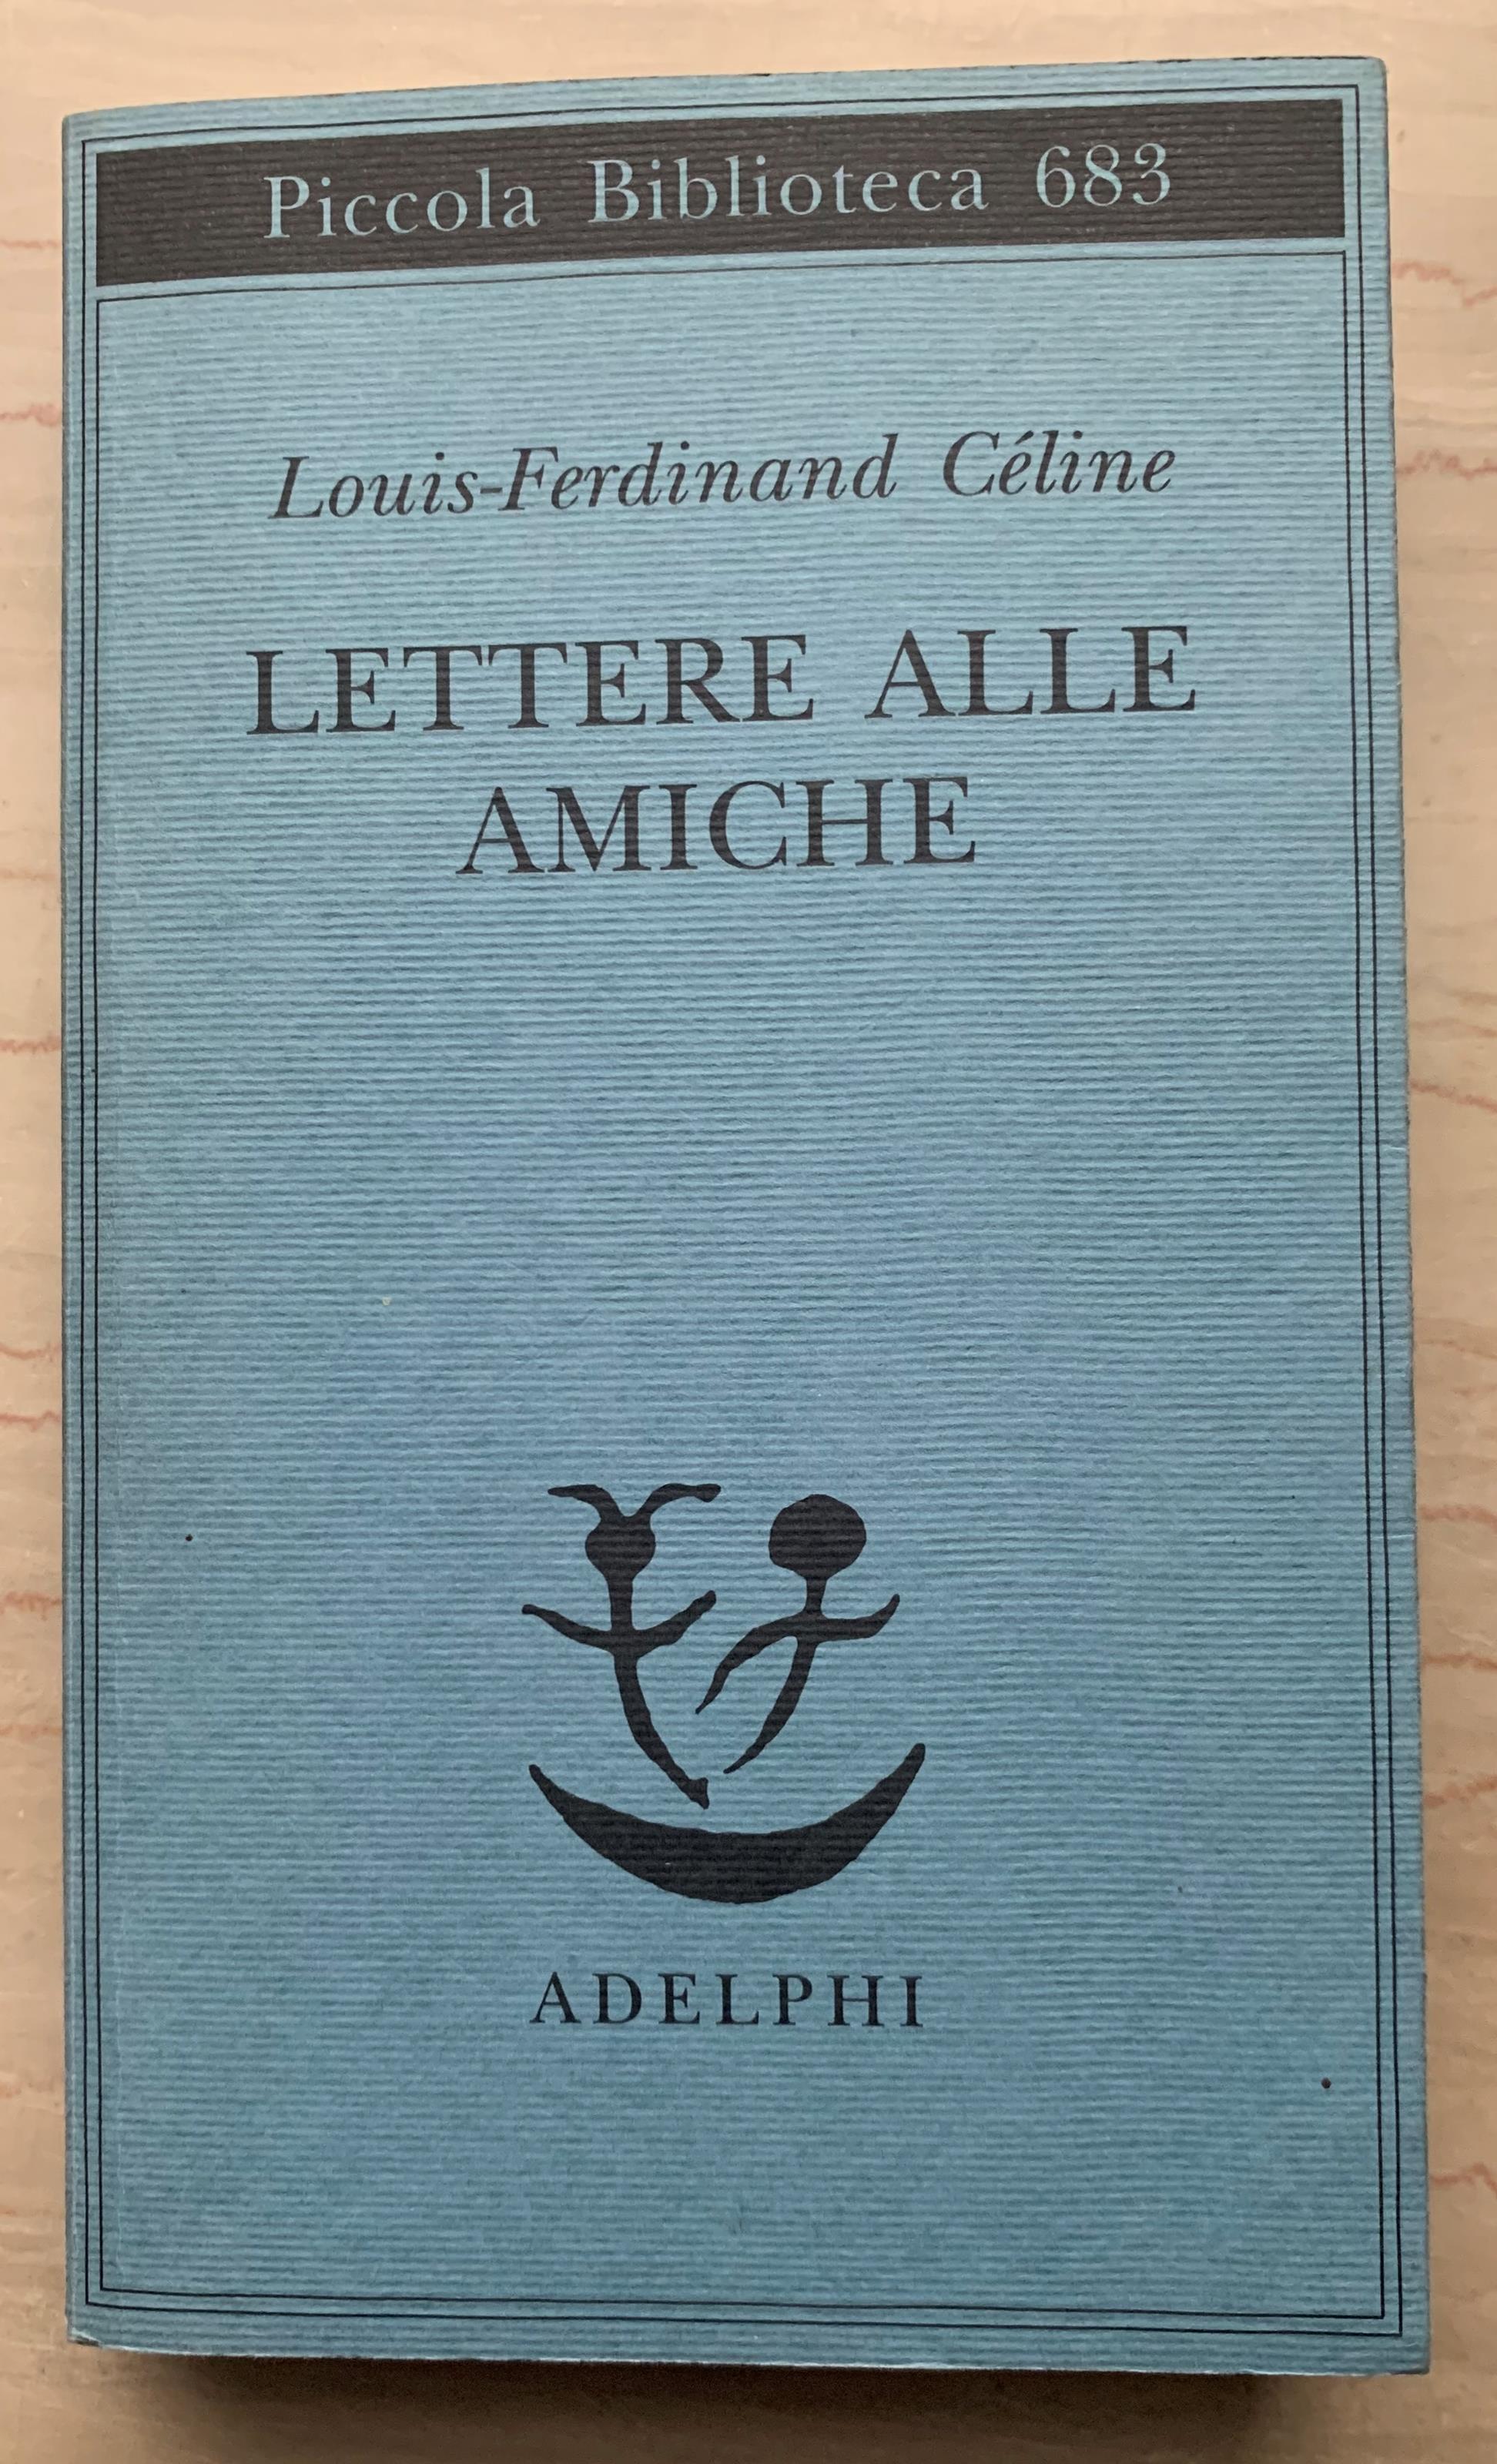 Piccola Biblioteca 683
Louis-Ferdinand Céline
LETTERE ALLE
AMICHE
ADELPHI